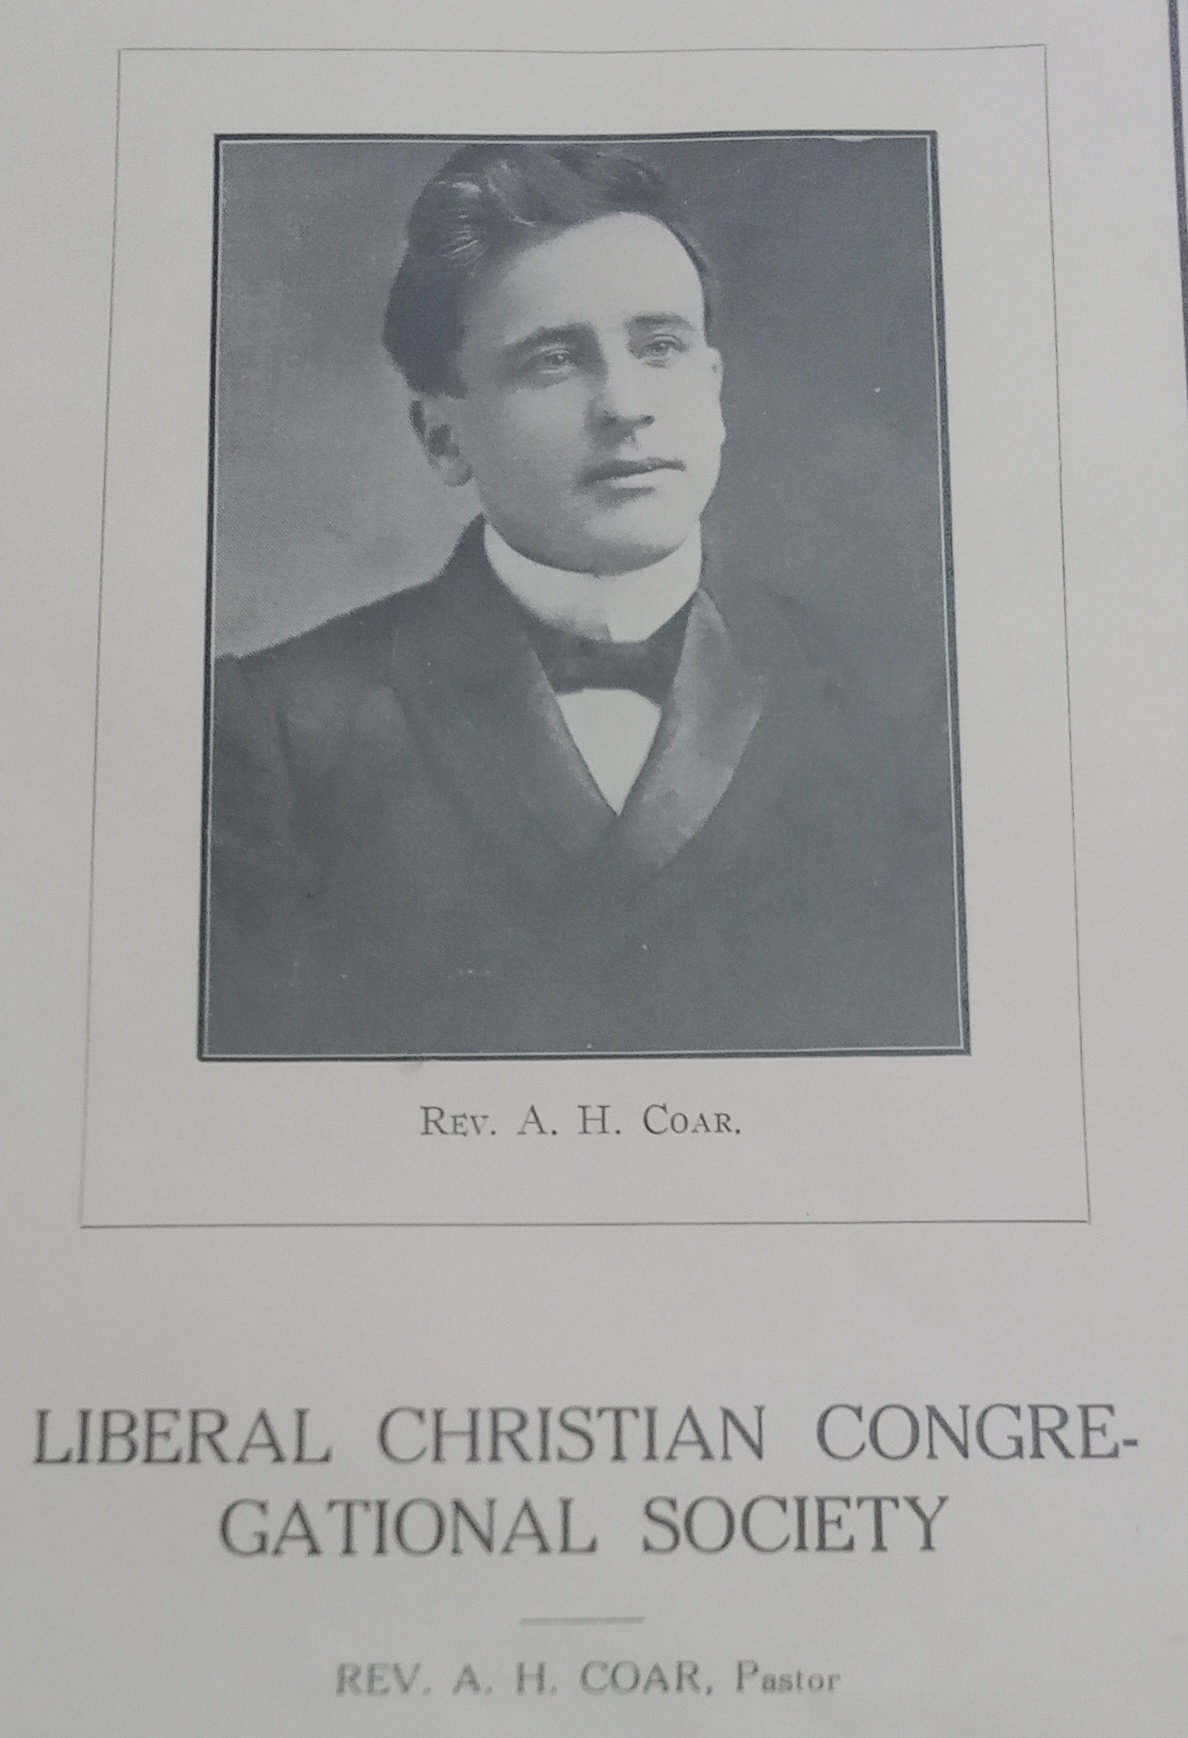 Rev. A. H. Coar.
LIBERAL CHRISTIAN CONGRE-
GATIONAL SOCIETY
REV. A. H. COAR, Pastor